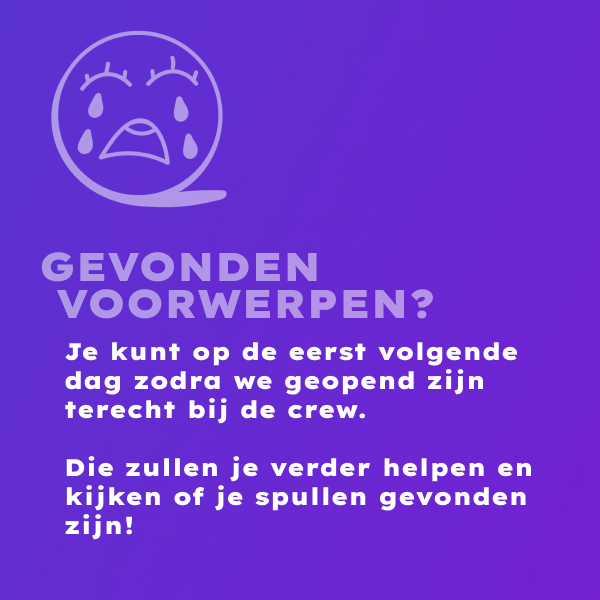 GEVONDEN
VOORWERPEN?
Je kunt op de eerst volgende
dag zodra we geopend zijn
terecht bij de crew.
Die zullen je verder helpen en
kijken of je spullen gevonden
zijn!